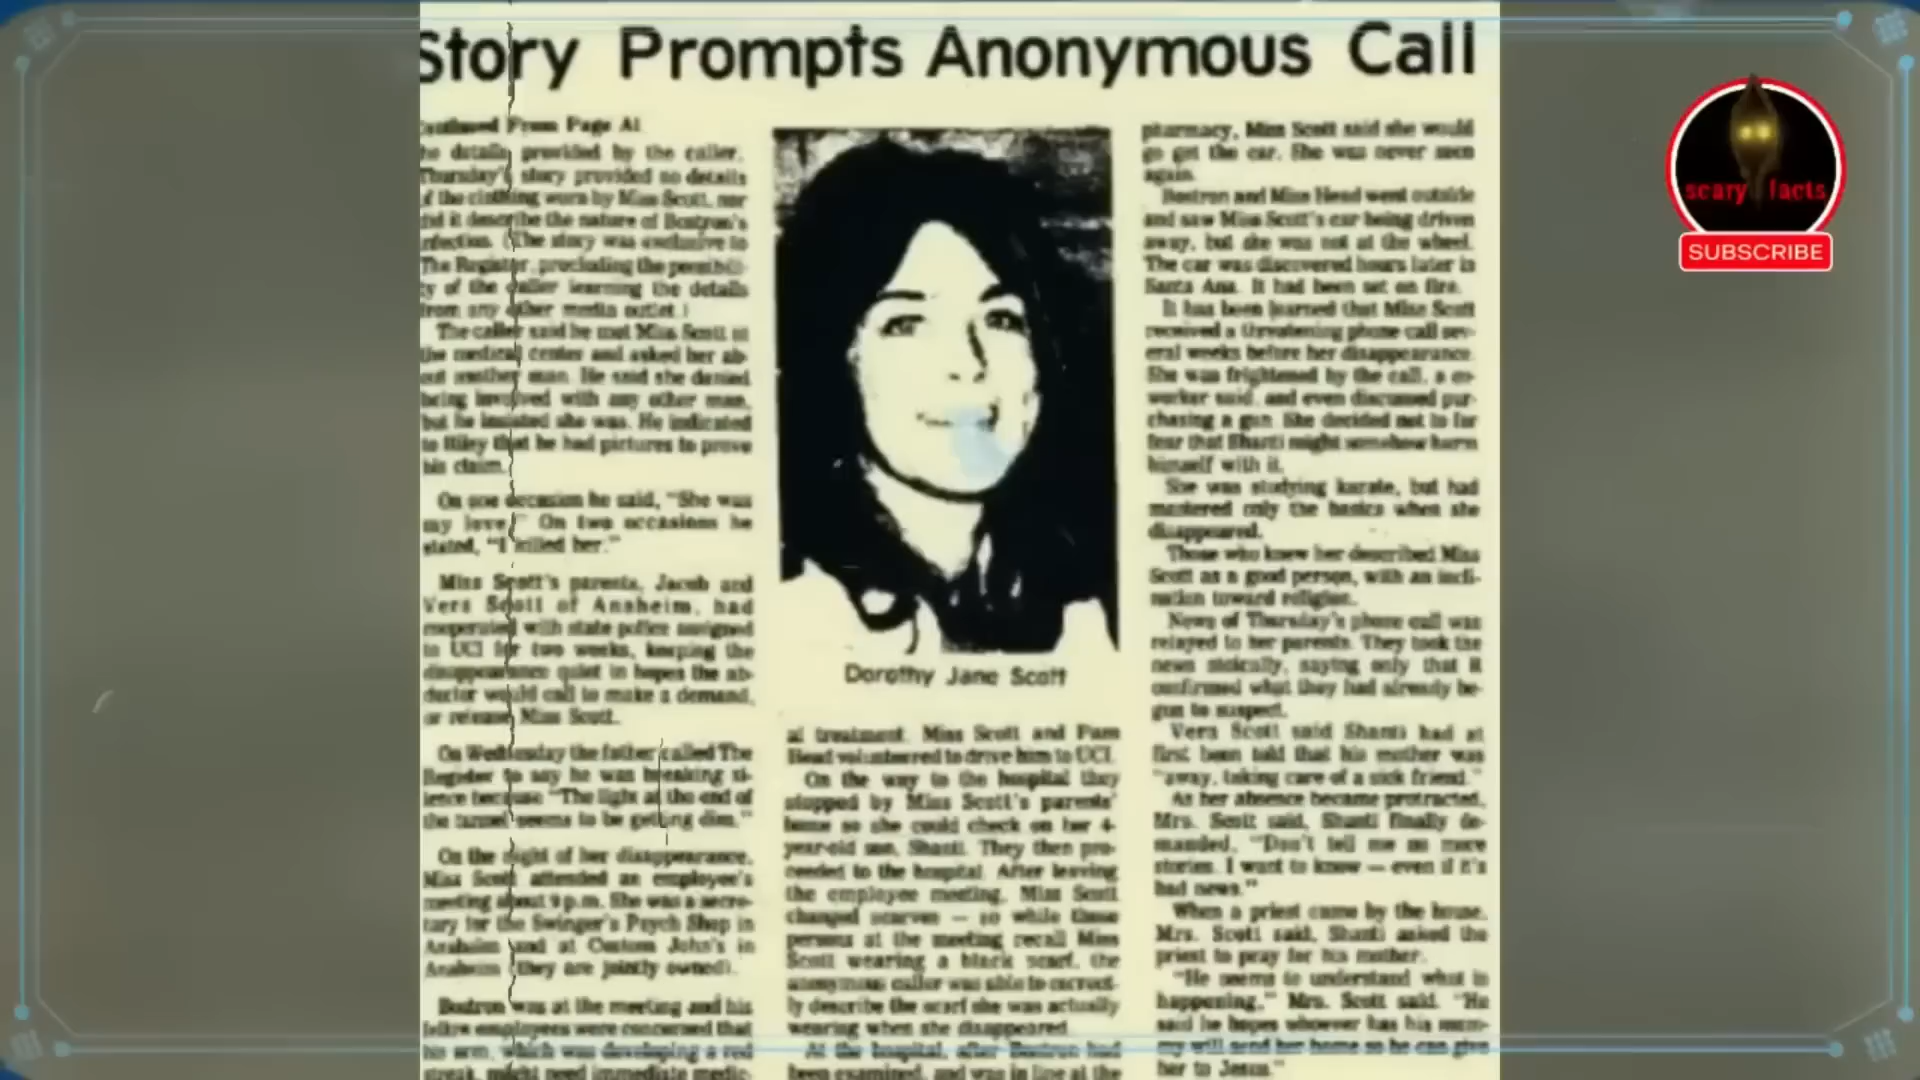 Story Prompts Anonymous Call
Continued From Page A1
he details provided by the caller.
Thursday's story provided no details
of the clothing worn by Miss Scott, nor
did it describe the nature of Bostron's
infection. (The story was exclusive to
The Register, precluding the possibili-
ty of the caller learning the details
from any other media outlet.)
The caller said he met Miss Scott at
the medical center and asked her ab-
out another man. He said she denied
being involved with any other man,
but he insisted she was. He indicated
to Riley that he had pictures to prove
his claim.
On one occasion he said, "She was
my love." On two occasions he
stated, "I killed her."
Miss Scott's parents, Jacob and
Vera Scott of Anaheim, had
cooperated with state police assigned
to UCI for two weeks, keeping the
disappearance quiet in hopes the ab-
ductor would call to make a demand,
or release Miss Scott.
On Wednesday the father called The
Register to say he was breaking si-
lence because "The light at the end of
the tunnel seems to be getting dim."
On the night of her disappearance,
Miss Scott attended an employee's
meeting about 9 p.m. She was a secre-
tary for the Swinger's Psych Shop in
Anaheim and at Custom John's in
Anaheim (they are jointly owned).
Bostron was at the meeting and his
fellow employees were concerned that
his arm, which was developing a red
streak, might need immediate medic-
Dorothy Jane Scott
al treatment. Miss Scott and Pam
Head volunteered to drive him to UCI.
On the way to the hospital they
stopped by Miss Scott's parents'
home so she could check on her 4-
year-old son, Shanti. They then pro-
ceeded to the hospital. After leaving
the employee meeting, Miss Scott
changed scarves — so while those
persons at the meeting recall Miss
Scott wearing a black scarf, the
anonymous caller was able to correct-
ly describe the scarf she was actually
wearing when she disappeared.
At the hospital, after Bostron had
been examined, and was in line at the
pharmacy, Miss Scott said she would
go get the car. She was never seen
again.
Bostron and Miss Head went outside
and saw Miss Scott's car being driven
away, but she was not at the wheel.
The car was discovered hours later in
Santa Ana. It had been set on fire.
It has been learned that Miss Scott
received a threatening phone call sev-
eral weeks before her disappearance.
She was frightened by the call, a co-
worker said, and even discussed pur-
chasing a gun. She decided not to for
fear that Shanti might somehow harm
himself with it.
She was studying karate, but had
mastered only the basics when she
disappeared.
Those who knew her described Miss
Scott as a good person, with an incli-
nation toward religion.
News of Thursday's phone call was
relayed to her parents. They took the
news stoically, saying only that it
confirmed what they had already be-
gun to suspect.
Vera Scott said Shanti had at
first been told that his mother was
"away, taking care of a sick friend."
As her absence became protracted,
Mrs. Scott said, Shanti finally de-
manded, "Don't tell me no more
stories. I want to know — even if it's
bad news."
When a priest came by the house,
Mrs. Scott said, Shanti asked the
priest to pray for his mother.
"He seems to understand what is
happening," Mrs. Scott said. "He
said he hopes whoever has his mom-
my will send her home so he can give
her to Jesus."
scary facts
SUBSCRIBE